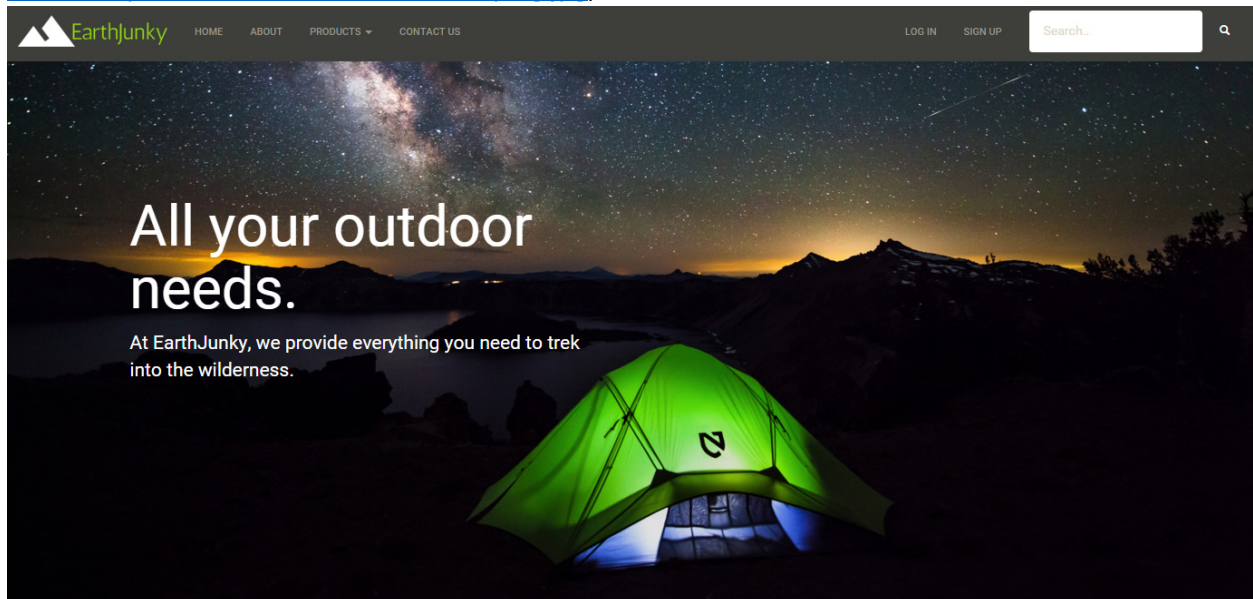 EarthJunky
HOME
ABOUT
PRODUCTS
CONTACT US
LOG IN
SIGN UP
Search..
All your outdoor
needs.
At EarthJunky, we provide everything you need to trek
into the wilderness.